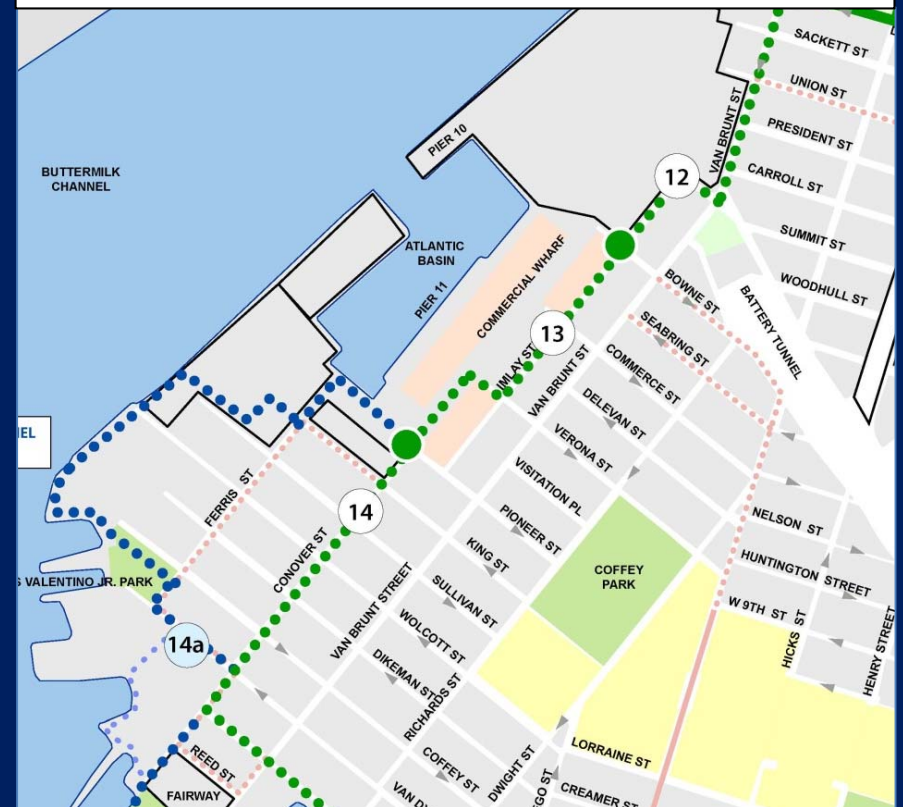 SACKETT ST
UNION ST
VAN BRUNT ST
PRESIDENT ST
PIER 10
CARROLL ST
12
BUTTERMILK
CHANNEL
SUMMIT ST
ATLANTIC
BASIN
COMMERCIAL WHARF
WOODHULL ST
BOWNE ST
BATTERY TUNNEL
PIER 11
SEABRING ST
13
IMLAY ST
COMMERCE ST
VAN BRUNT ST
DELEVAN ST
VERONA ST
VISITATION PL
FERRIS ST
14
PIONEER ST
NELSON ST
CONOVER ST
KING ST
COFFEY
PARK
HUNTINGTON STREET
S VALENTINO JR. PARK
VAN BRUNT STREET
SULLIVAN ST
W 9TH ST
HICKS ST
HENRY STREET
14a
WOLCOTT ST
DIKEMAN ST
RICHARDS ST
REED ST
COFFEY ST
DWIGHT ST
LORRAINE ST
FAIRWAY
CREAMER ST